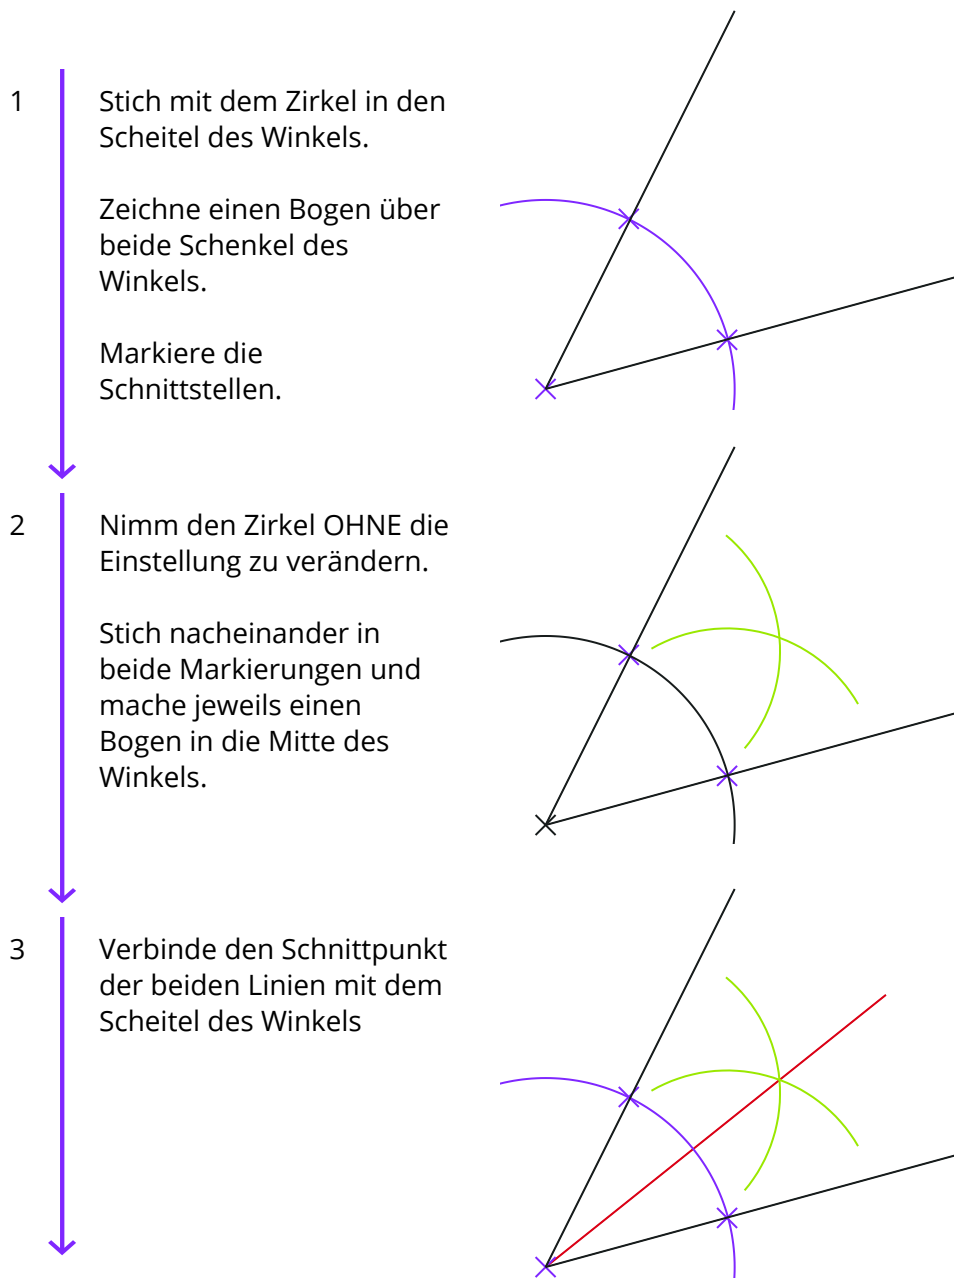 1
Stich mit dem Zirkel in den
Scheitel des Winkels.
Zeichne einen Bogen über
beide Schenkel des
Winkels.
Markiere die
Schnittstellen.
2
Nimm den Zirkel OHNE die
Einstellung zu verändern.
Stich nacheinander in
beide Markierungen und
mache jeweils einen
Bogen in die Mitte des
Winkels.
3
Verbinde den Schnittpunkt
der beiden Linien mit dem
Scheitel des Winkels